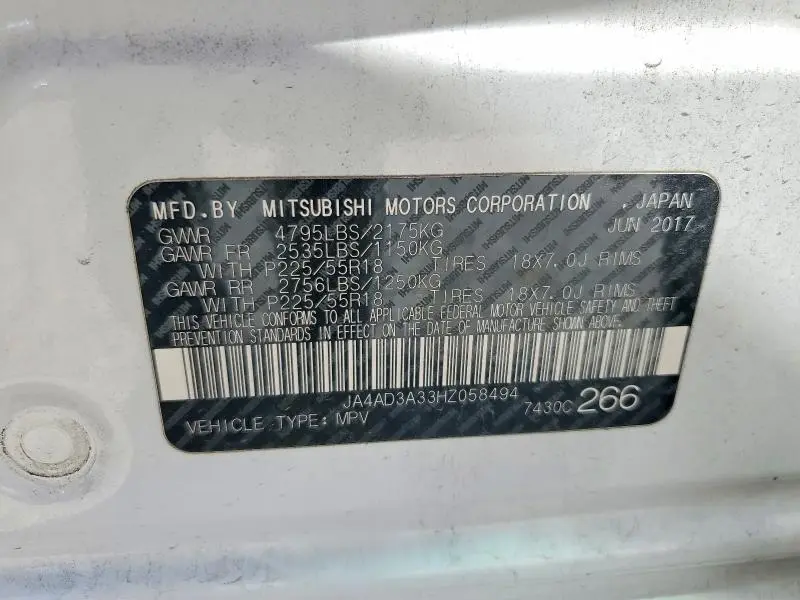 MFD.BY MITSUBISHI MOTORS CORPORATION .JAPAN
GVWR 4795LBS/2175KG JUN 2017
GAWR FR 2535LBS/1150KG
WITH P225/55R18 TIRES 18X7.0J RIMS
GAWR RR 2756LBS/1250KG
WITH P225/55R18 TIRES 18X7.0J RIMS
THIS VEHICLE CONFORMS TO ALL APPLICABLE FEDERAL MOTOR VEHICLE SAFETY AND THEFT
PREVENTION STANDARDS IN EFFECT ON THE DATE OF MANUFACTURE SHOWN ABOVE.
JA4AD3A33HZ058494
VEHICLE TYPE: MPV 7430C 266